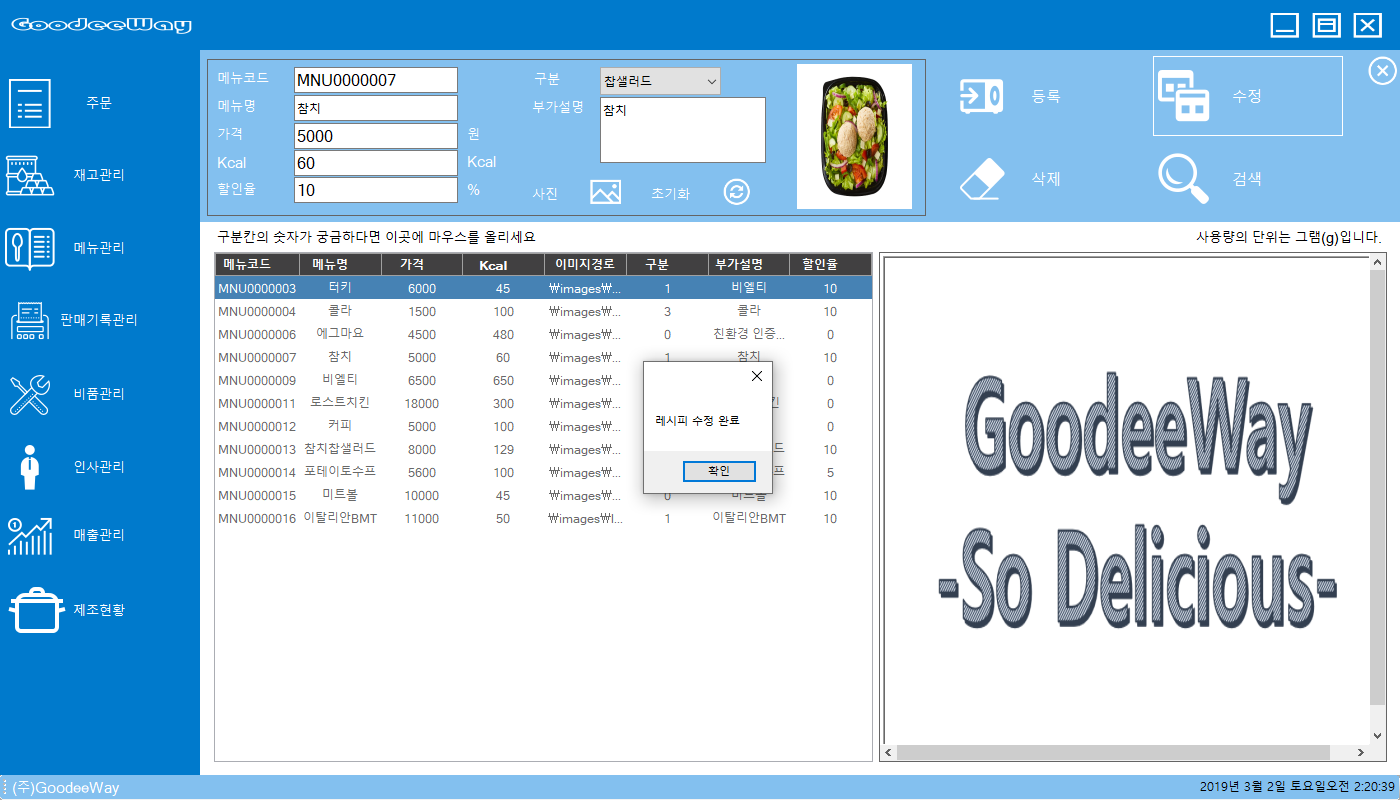 GoodeeWay
주문
재고관리
메뉴관리
판매기록관리
비품관리
인사관리
매출관리
제조현황
메뉴코드 MNU0000007
메뉴명 참치
가격 5000 원
Kcal 60 Kcal
할인율 10 %
구분 찹샐러드
부가설명 참치
사진 초기화
등록 수정
삭제 검색
구분칸의 숫자가 궁금하다면 이곳에 마우스를 올리세요
사용량의 단위는 그램(g)입니다.
메뉴코드 메뉴명 가격 Kcal 이미지경로 구분 부가설명 할인율
MNU0000003 터키 6000 45 ₩images₩... 1 비엘티 10
MNU0000004 콜라 1500 100 ₩images₩... 3 콜라 10
MNU0000006 에그마요 4500 480 ₩images₩... 0 친환경 인증... 0
MNU0000007 참치 5000 60 ₩images₩... 1 참치 10
MNU0000009 비엘티 6500 650 ₩images₩... 0
MNU0000011 로스트치킨 18000 300 ₩images₩... 킨 0
MNU0000012 커피 5000 100 ₩images₩... 0
MNU0000013 참치찹샐러드 8000 129 ₩images₩... 드 10
MNU0000014 포테이토수프 5600 100 ₩images₩... 프 5
MNU0000015 미트볼 10000 45 ₩images₩... 0 미트볼 10
MNU0000016 이탈리안BMT 11000 50 ₩images₩I... 1 이탈리안BMT 10
레시피 수정 완료
확인
GoodeeWay
-So Delicious-
(주)GoodeeWay
2019년 3월 2일 토요일오전 2:20:39